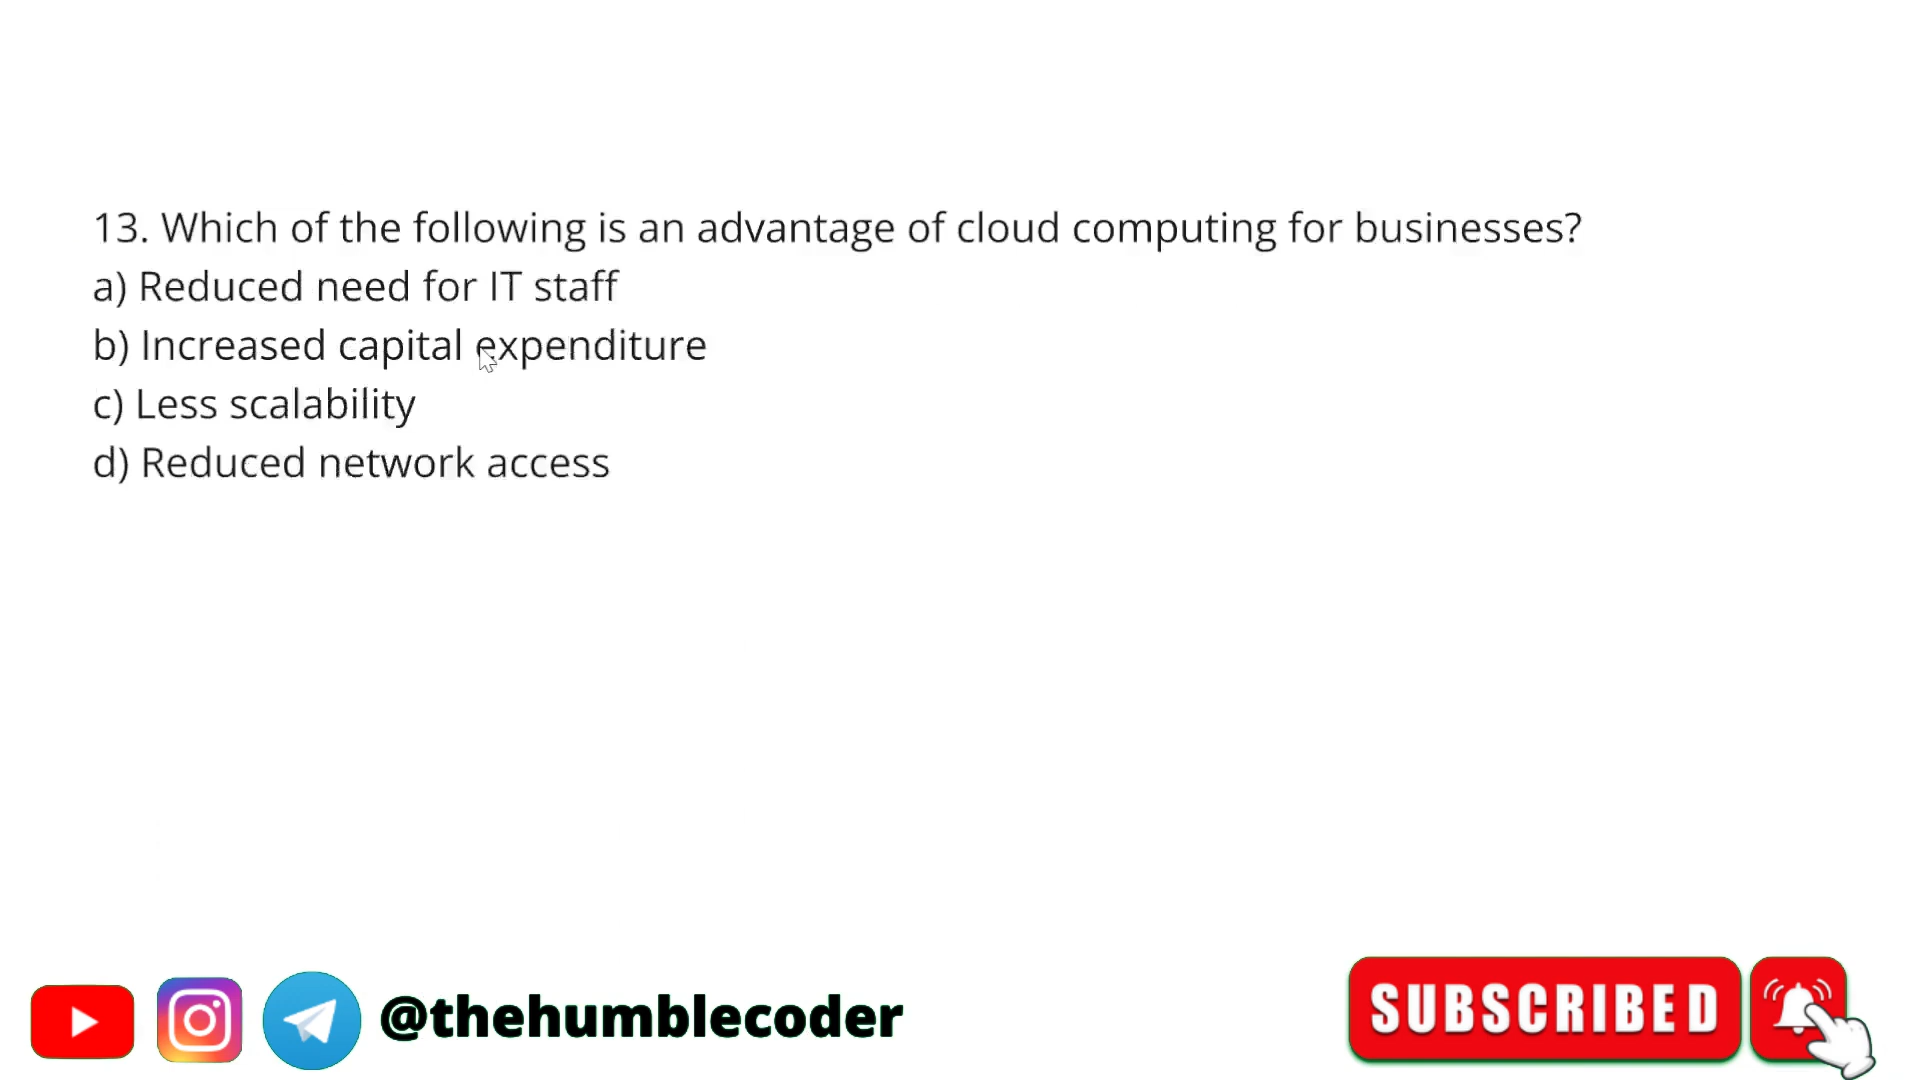 13. Which of the following is an advantage of cloud computing for businesses?
a) Reduced need for IT staff
b) Increased capital expenditure
c) Less scalability
d) Reduced network access
@thehumblecoder
SUBSCRIBED